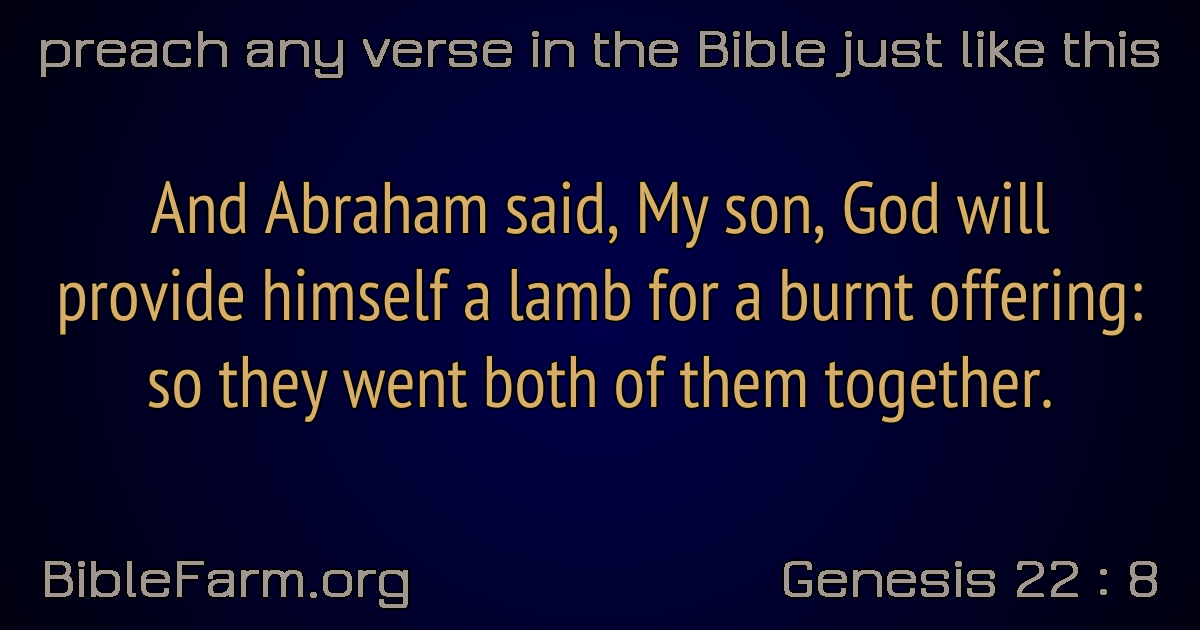 preach any verse in the Bible just like this
And Abraham said, My son, God will
provide himself a lamb for a burnt offering:
so they went both of them together.
BibleFarm.org
Genesis 22 : 8